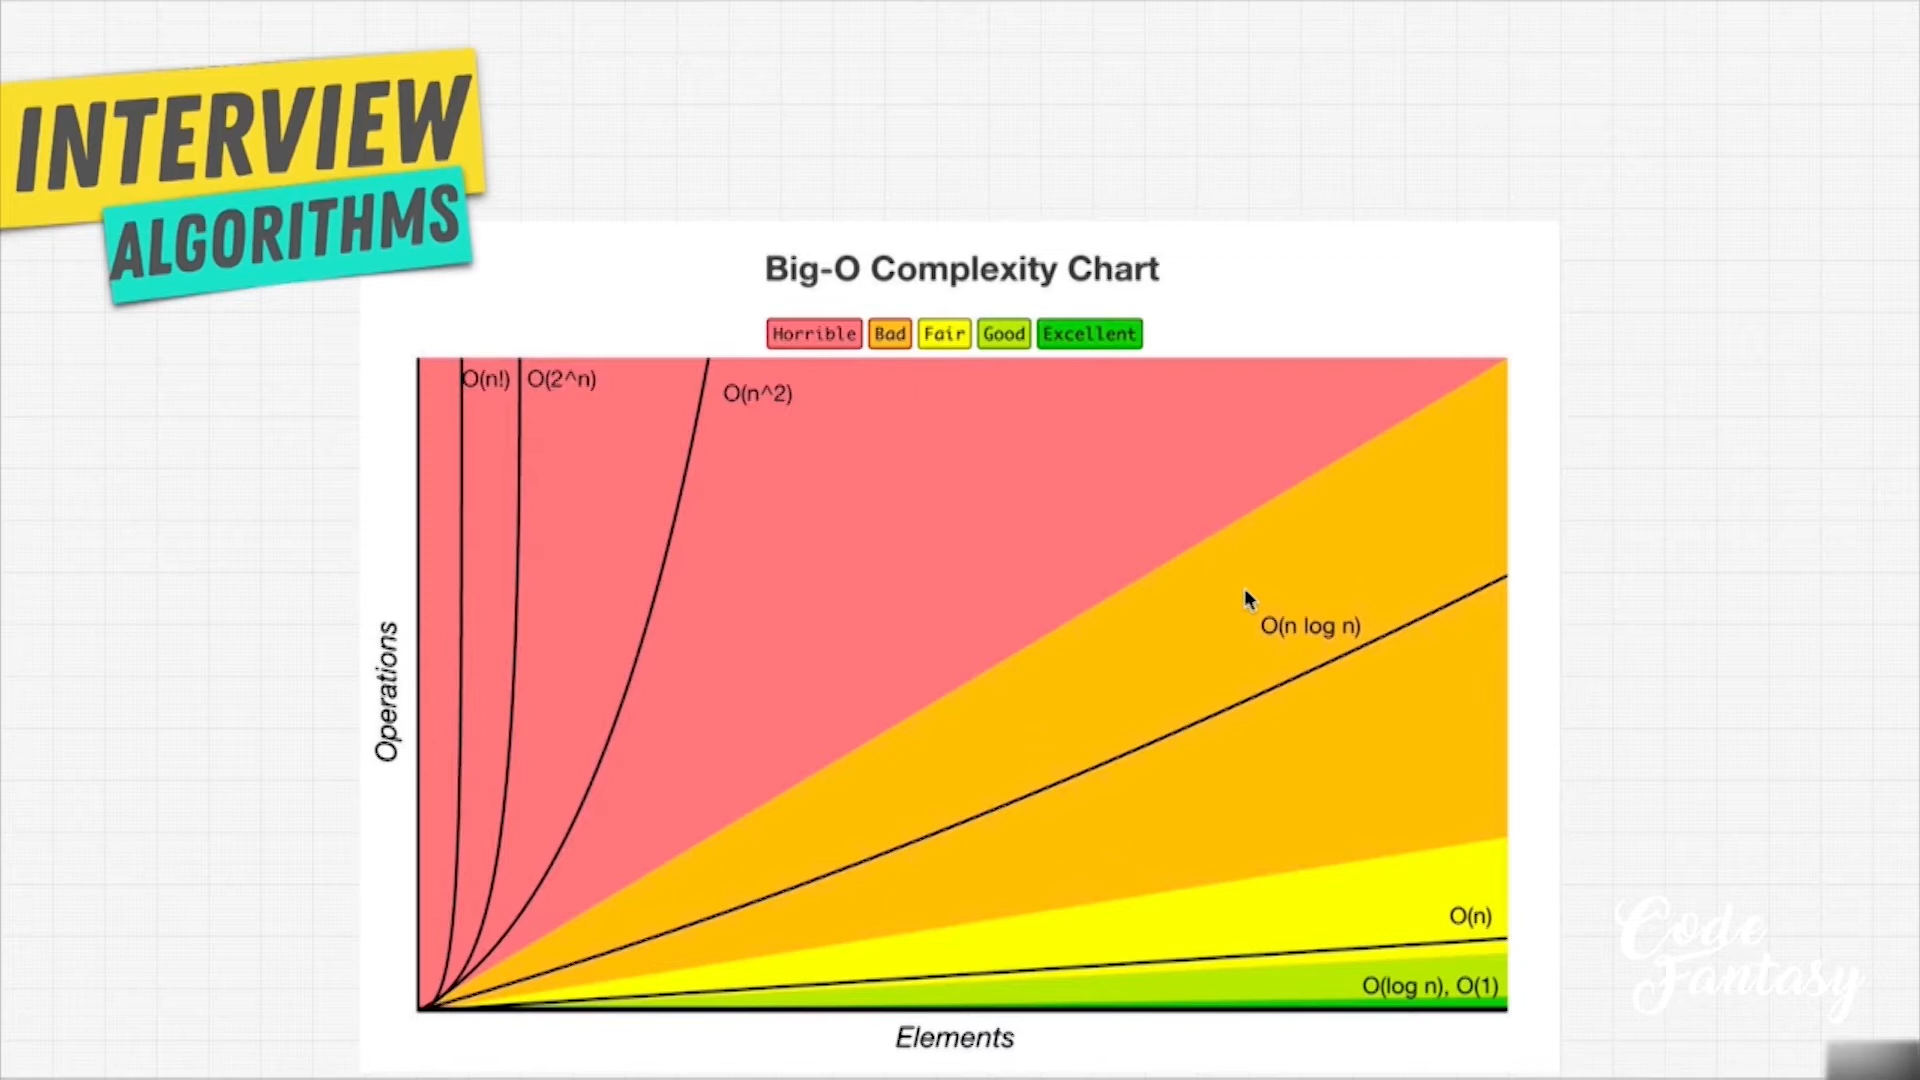 INTERVIEW
ALGORITHMS
Big-O Complexity Chart
Horrible Bad Fair Good Excellent
O(n!) O(2^n)
O(n^2)
O(n log n)
Operations
O(n)
O(log n), O(1)
Elements
Code
Fantasy